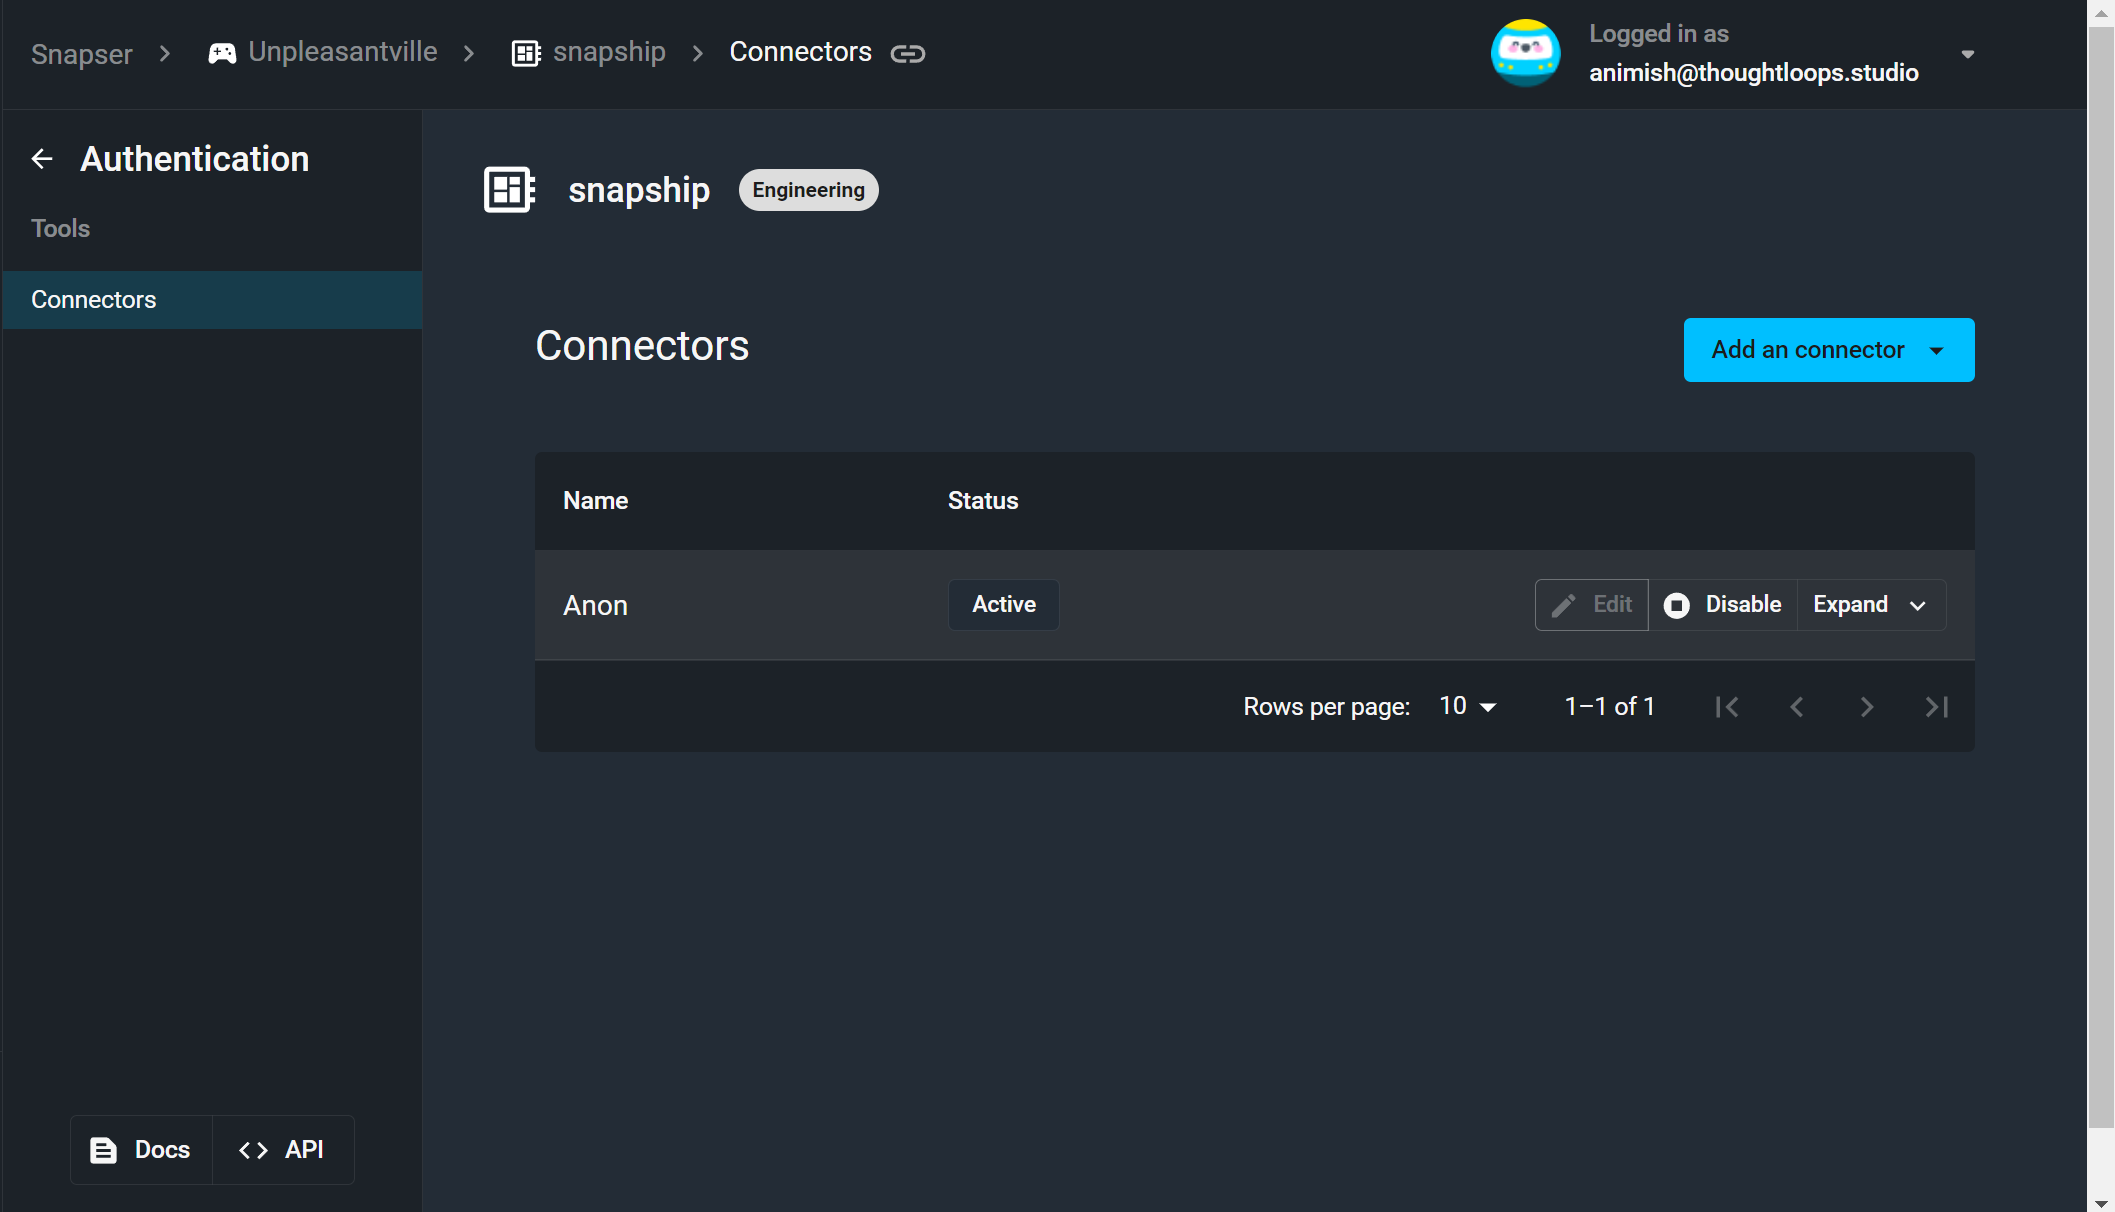 Snapser
Unpleasantville
snapship
Connectors
Logged in as
animish@thoughtloops.studio
Authentication
Tools
Connectors
snapship
Engineering
Connectors
Add an connector
Name Status
Anon Active Edit Disable Expand
Rows per page: 10 1–1 of 1
Docs
API